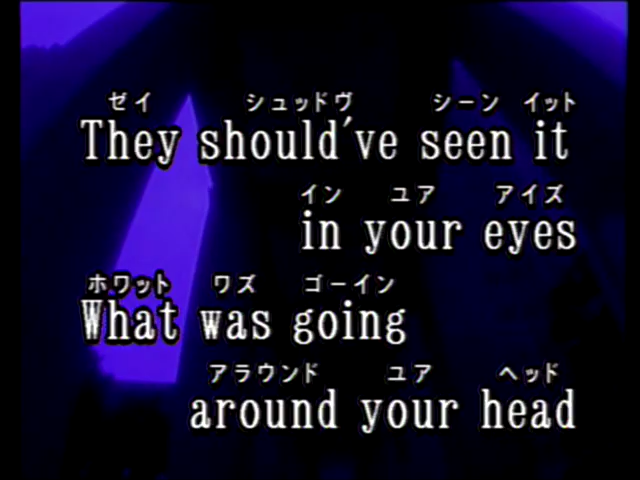 ゼイ シュッドヴ シーン イット
They should've seen it
イン ユア アイズ
in your eyes
ホワット ワズ ゴーイン
What was going
アラウンド ユア ヘッド
around your head